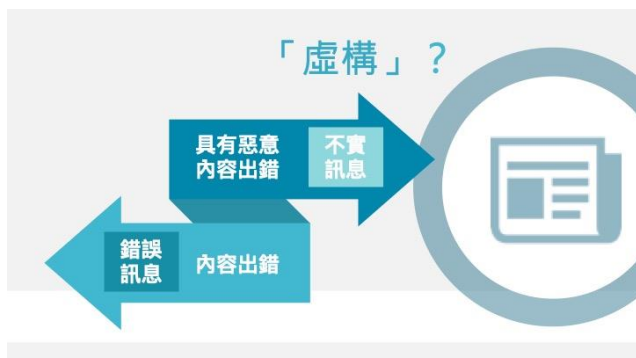 「虛構」?
具有惡意
內容出錯
不實
訊息
錯誤
訊息
內容出錯